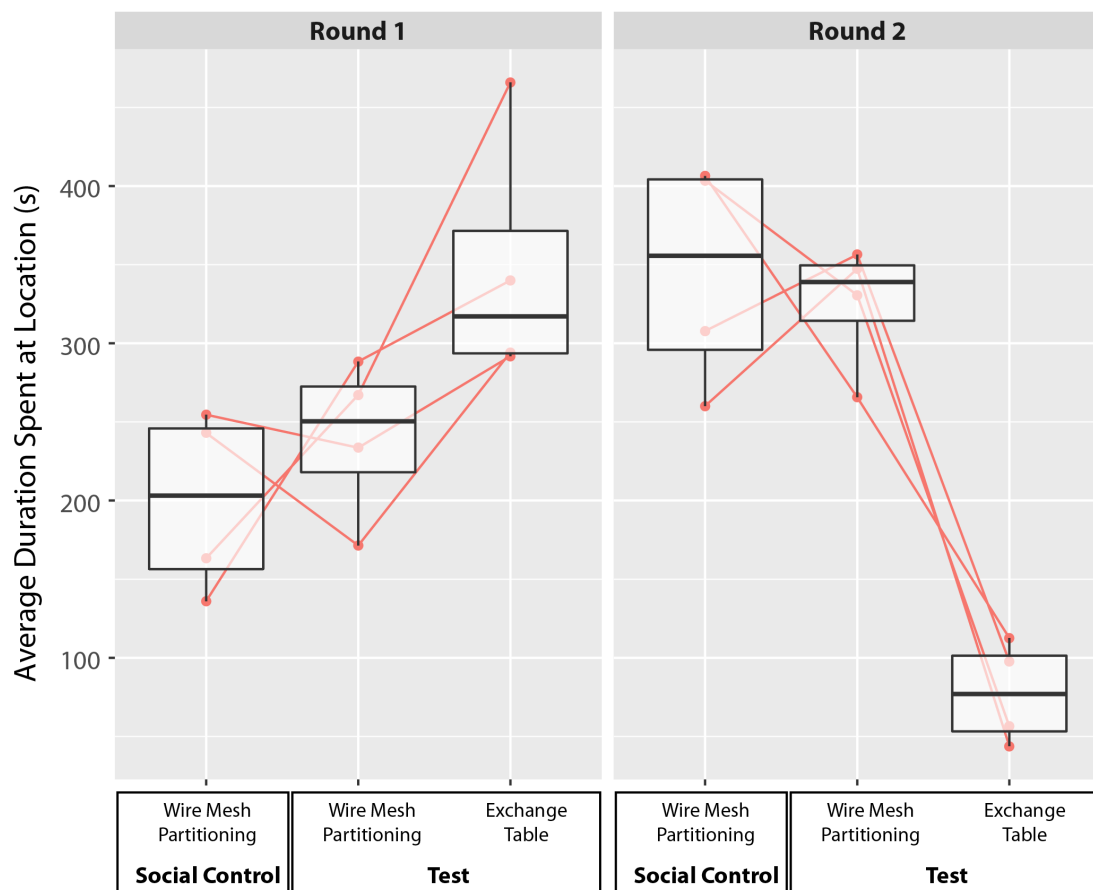 Round 1
Round 2
Average Duration Spent at Location (s)
400
300
200
100
Wire Mesh
Partitioning
Wire Mesh
Partitioning
Exchange
Table
Wire Mesh
Partitioning
Wire Mesh
Partitioning
Exchange
Table
Social Control
Test
Social Control
Test